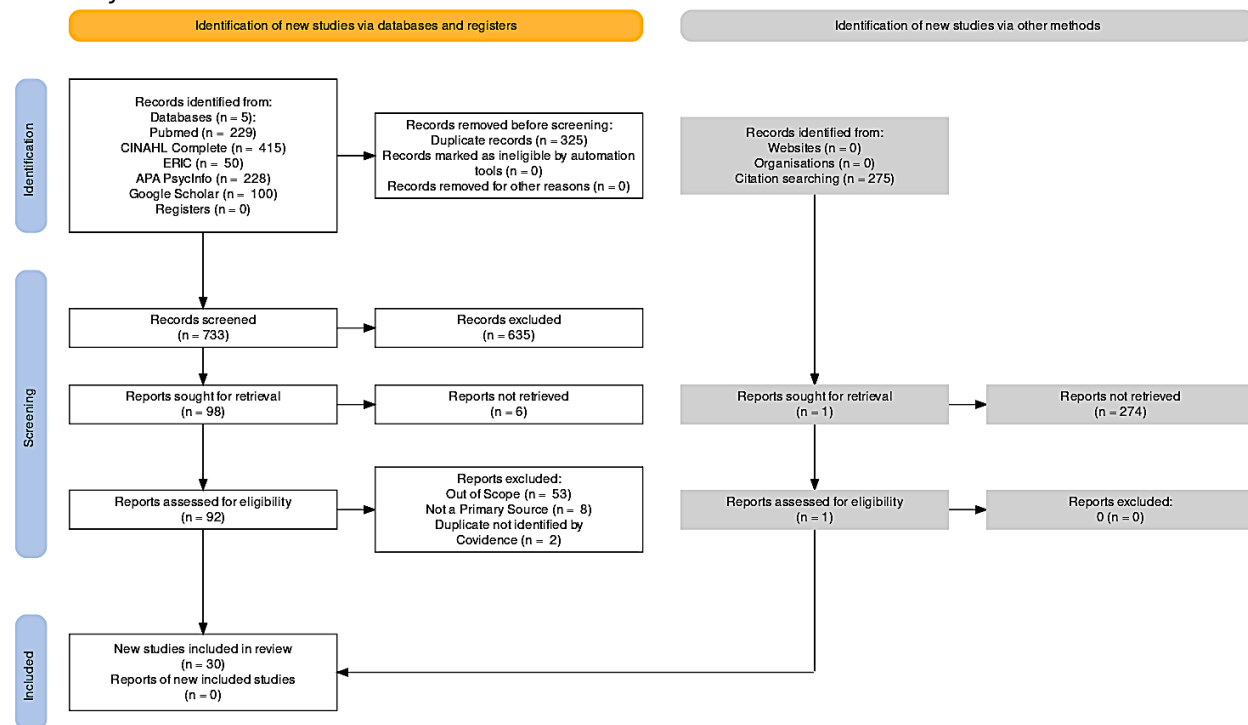 Identification of new studies via databases and registers
Identification of new studies via other methods
Identification
Records identified from:
Databases (n = 5):
Pubmed (n = 229)
CINAHL Complete (n = 415)
ERIC (n = 50)
APA PsycInfo (n = 228)
Google Scholar (n = 100)
Registers (n = 0)
Records removed before screening:
Duplicate records (n = 325)
Records marked as ineligible by automation
tools (n = 0)
Records removed for other reasons (n = 0)
Records identified from:
Websites (n = 0)
Organisations (n = 0)
Citation searching (n = 275)
Screening
Records screened
(n = 733)
Records excluded
(n = 635)
Reports sought for retrieval
(n = 98)
Reports not retrieved
(n = 6)
Reports sought for retrieval
(n = 1)
Reports not retrieved
(n = 274)
Reports assessed for eligibility
(n = 92)
Reports excluded:
Out of Scope (n = 53)
Not a Primary Source (n = 8)
Duplicate not identified by
Covidence (n = 2)
Reports assessed for eligibility
(n = 1)
Reports excluded:
0 (n = 0)
Included
New studies included in review
(n = 30)
Reports of new included studies
(n = 0)